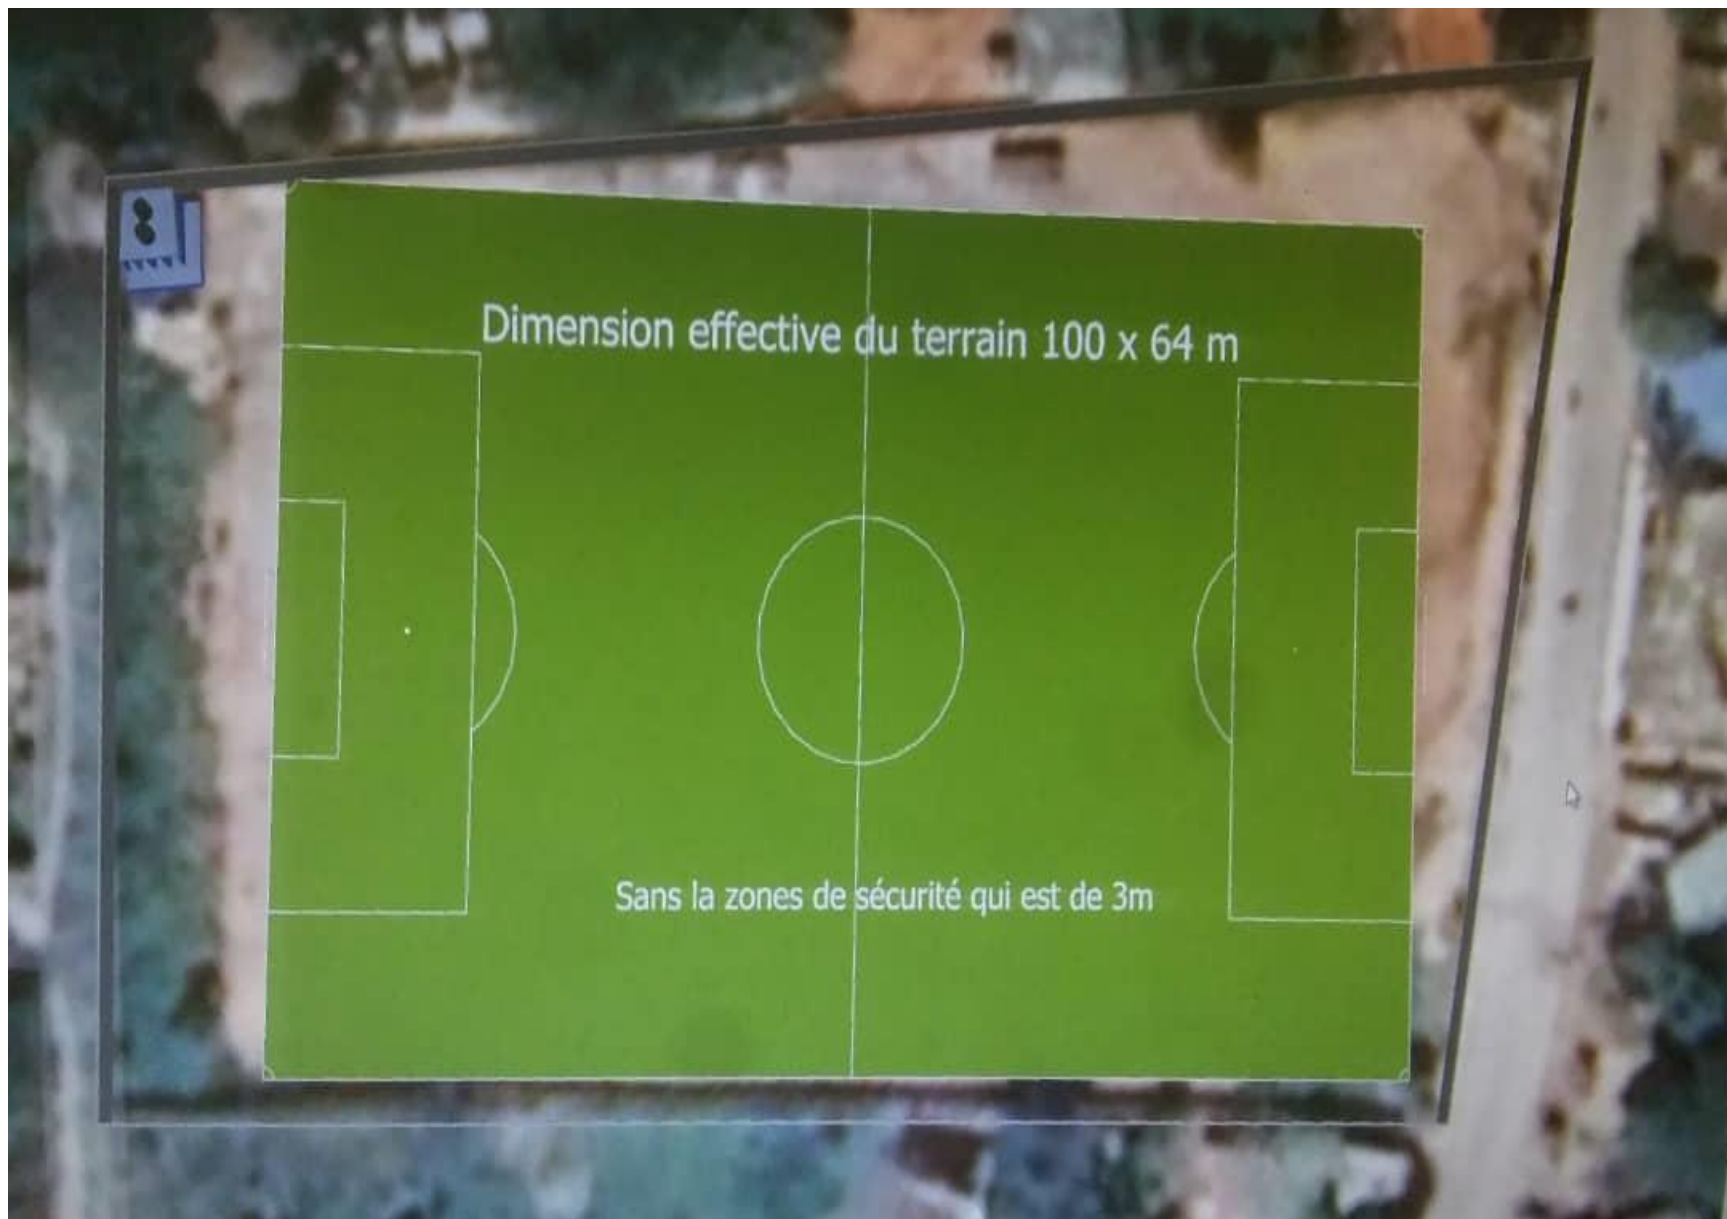 Dimension effective du terrain 100 x 64 m
Sans la zones de sécurité qui est de 3m